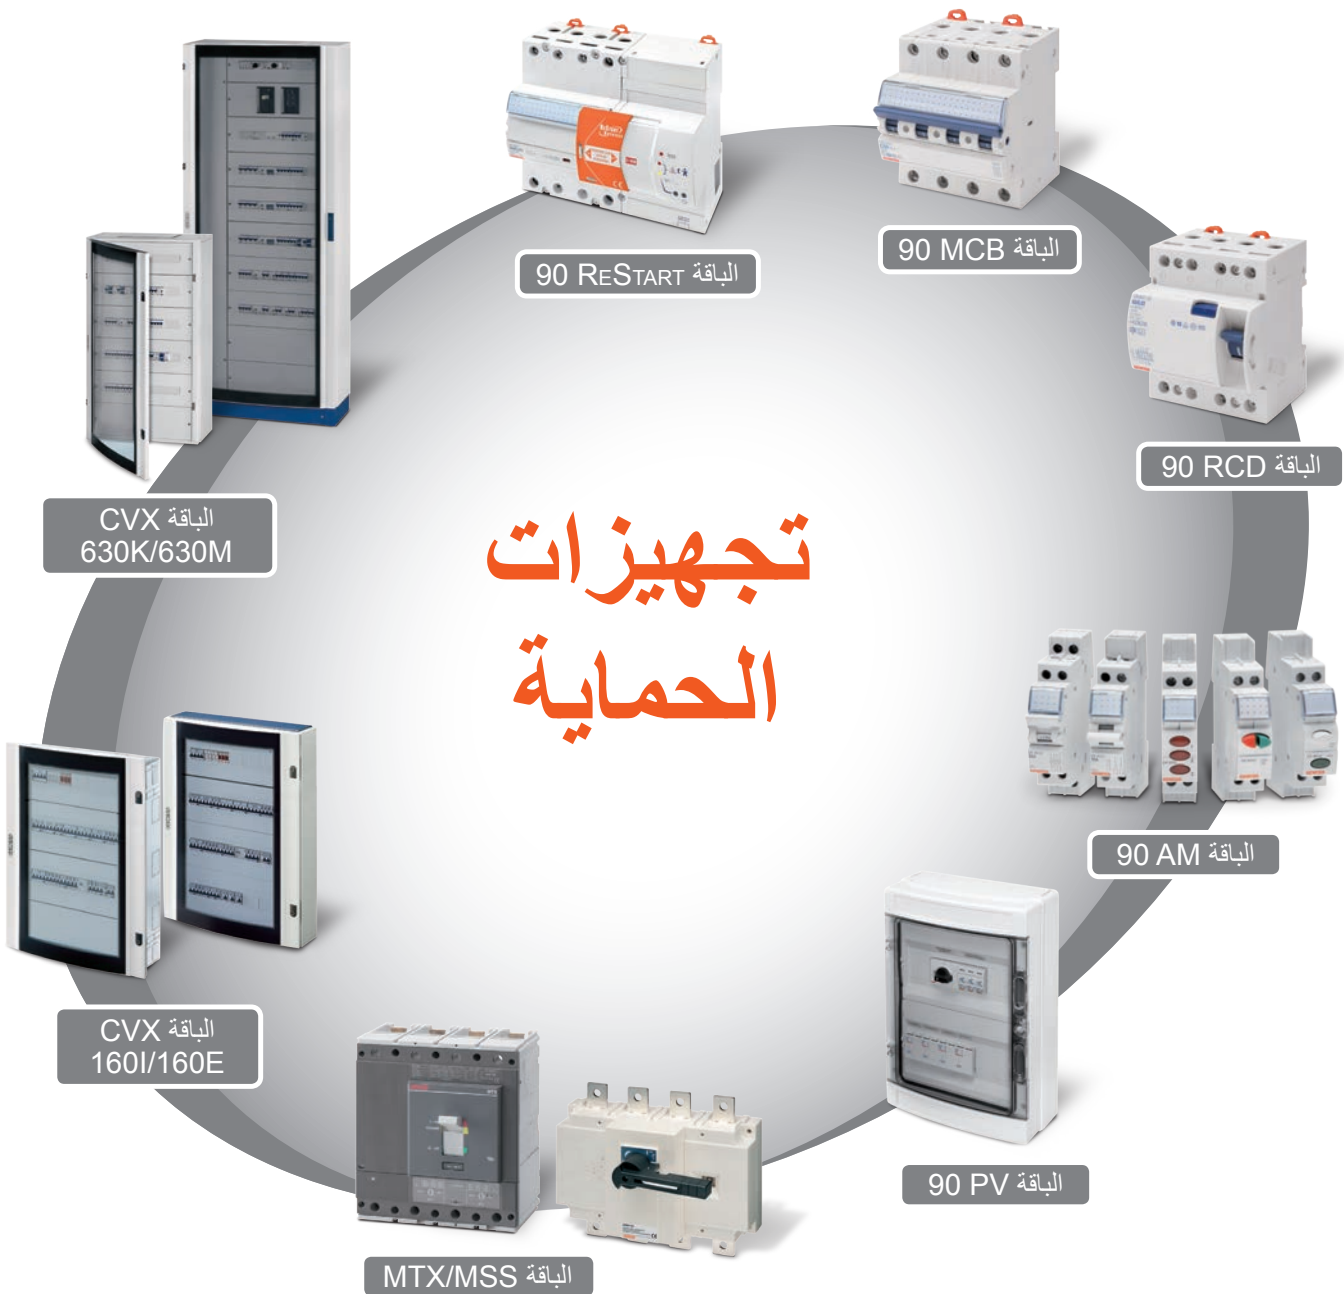 الباقة 90 ReStart
الباقة 90 MCB
الباقة 90 RCD
الباقة CVX
630K/630M
تجهيزات
الحماية
الباقة 90 AM
الباقة CVX
160I/160E
الباقة 90 PV
الباقة MTX/MSS